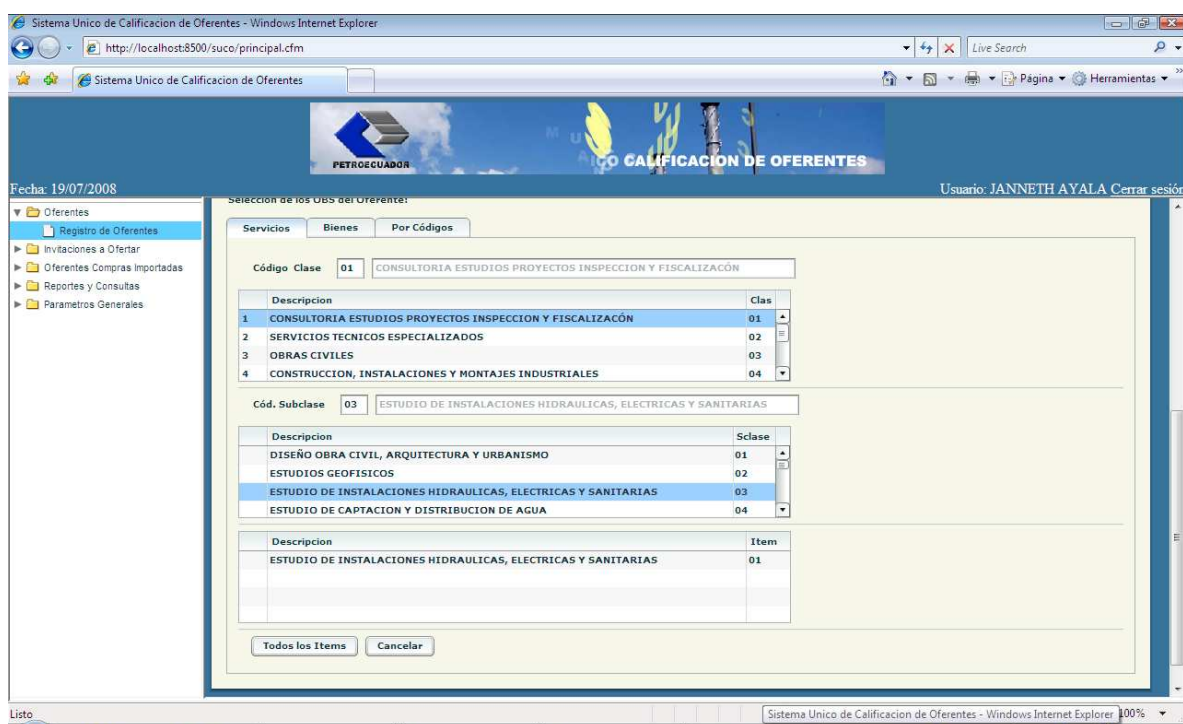 Sistema Unico de Calificacion de Oferentes - Windows Internet Explorer
http://localhost:8500/suco/principal.cfm
Live Search
Sistema Unico de Calificacion de Oferentes
Página
Herramientas
PETROECUADOR
CALIFICACION DE OFERENTES
Fecha: 19/07/2008
Usuario: JANNETH AYALA Cerrar sesión
Oferentes
Registro de Oferentes
Invitaciones a Ofertar
Oferentes Compras Importadas
Reportes y Consultas
Parametros Generales
Selección de los OBS del Oferente:
Servicios Bienes Por Códigos
Código Clase 01 CONSULTORIA ESTUDIOS PROYECTOS INSPECCION Y FISCALIZACÓN
Descripcion Clas
1 CONSULTORIA ESTUDIOS PROYECTOS INSPECCION Y FISCALIZACÓN 01
2 SERVICIOS TECNICOS ESPECIALIZADOS 02
3 OBRAS CIVILES 03
4 CONSTRUCCION, INSTALACIONES Y MONTAJES INDUSTRIALES 04
Cód. Subclase 03 ESTUDIO DE INSTALACIONES HIDRAULICAS, ELECTRICAS Y SANITARIAS
Descripcion Sclase
DISEÑO OBRA CIVIL, ARQUITECTURA Y URBANISMO 01
ESTUDIOS GEOFISICOS 02
ESTUDIO DE INSTALACIONES HIDRAULICAS, ELECTRICAS Y SANITARIAS 03
ESTUDIO DE CAPTACION Y DISTRIBUCION DE AGUA 04
Descripcion Item
ESTUDIO DE INSTALACIONES HIDRAULICAS, ELECTRICAS Y SANITARIAS 01
Todos los Items Cancelar
Listo
Sistema Unico de Calificacion de Oferentes - Windows Internet Explorer
100%